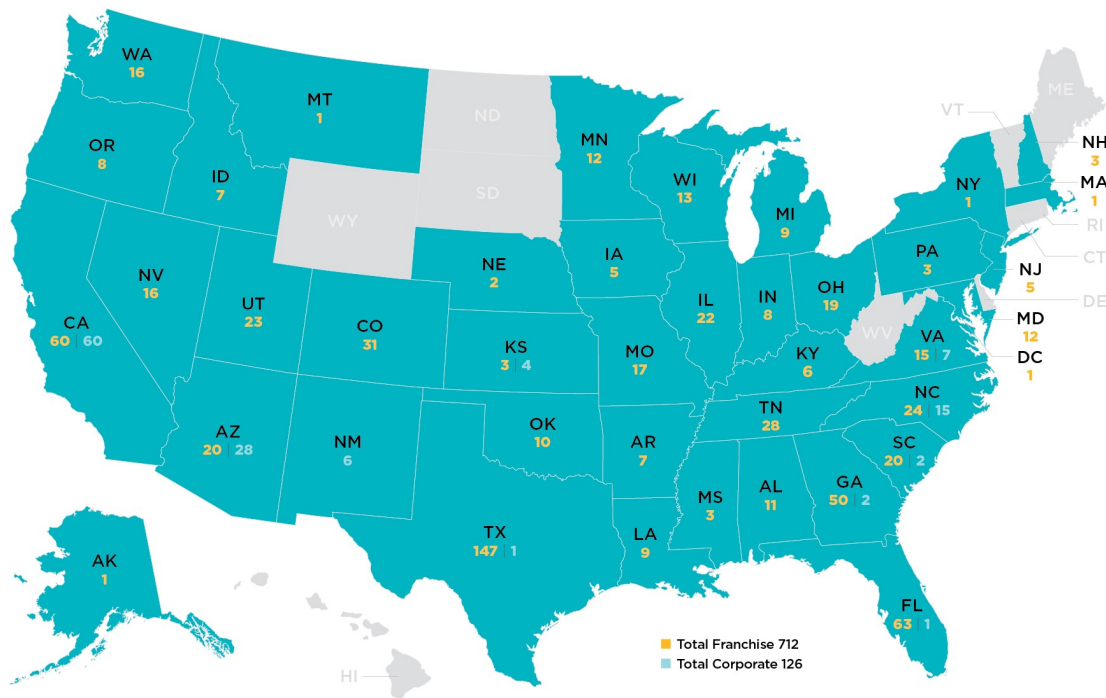 WA
16
MT
1
ND
MN
12
VT
ME
OR
8
ID
7
SD
WI
13
MI
9
NY
1
NH
3
MA
1
RI
CT
WY
NE
2
IA
5
PA
3
NJ
5
DE
NV
16
UT
23
CO
31
IL
22
IN
8
OH
19
WV
MD
12
DC
1
CA
60 | 60
KS
3 | 4
MO
17
KY
6
VA
15 | 7
AZ
20 | 28
NM
6
OK
10
AR
7
TN
28
NC
24 | 15
SC
20 | 2
MS
3
AL
11
GA
50 | 2
TX
147 | 1
LA
9
AK
1
FL
63 | 1
HI
Total Franchise 712
Total Corporate 126